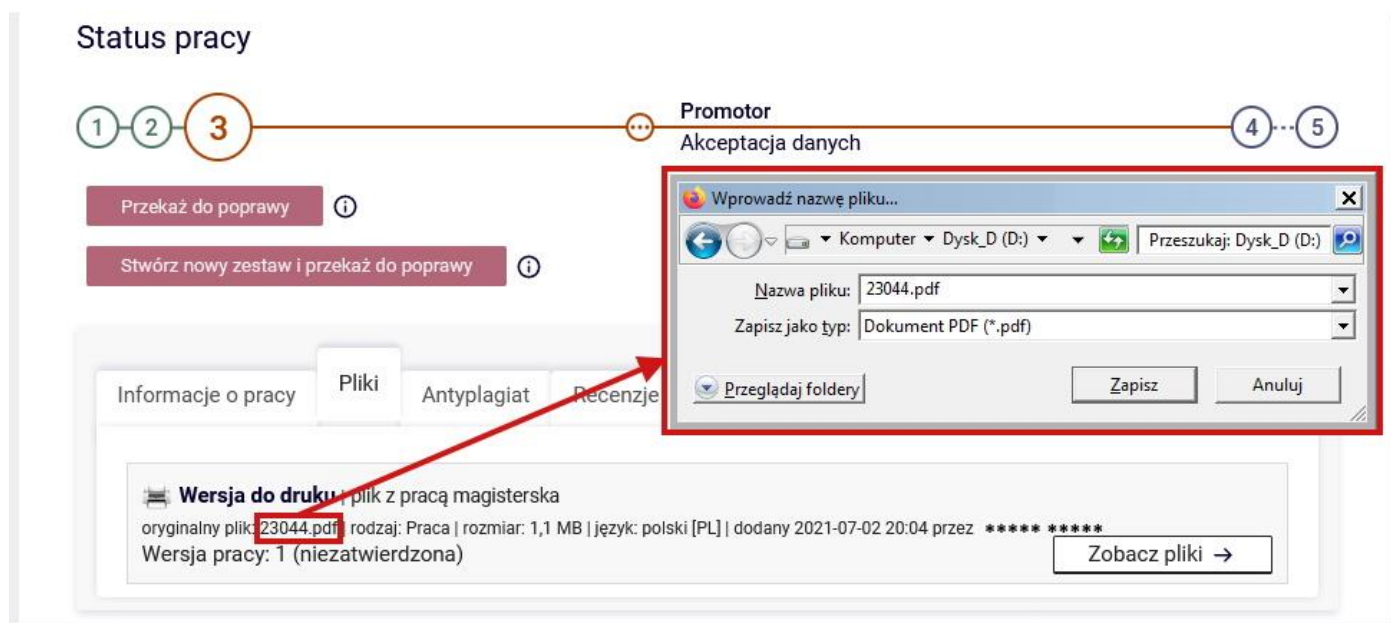 Status pracy
1 2 3 Promotor 4 5
Akceptacja danych
Przekaż do poprawy
Stwórz nowy zestaw i przekaż do poprawy
Wprowadź nazwę pliku...
Komputer Dysk_D (D:) Przeszukaj: Dysk_D (D:)
Nazwa pliku: 23044.pdf
Zapisz jako typ: Dokument PDF (*.pdf)
Przeglądaj foldery Zapisz Anuluj
Informacje o pracy Pliki Antyplagiat Recenzje
Wersja do druku | plik z pracą magisterska
oryginalny plik: 23044.pdf | rodzaj: Praca | rozmiar: 1,1 MB | język: polski [PL] | dodany 2021-07-02 20:04 przez ***** *****
Wersja pracy: 1 (niezatwierdzona) Zobacz pliki →